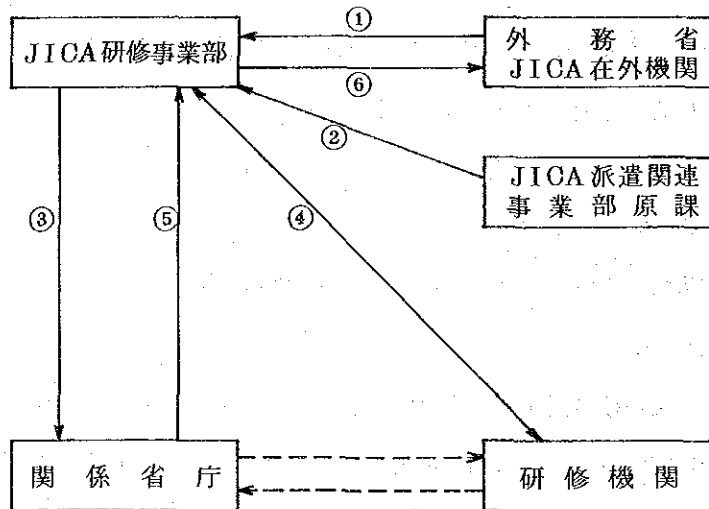 ①
JICA研修事業部
外務省
JICA在外機関
⑥
②
JICA派遣関連
事業部原課
③
⑤
④
関係省庁
研修機関